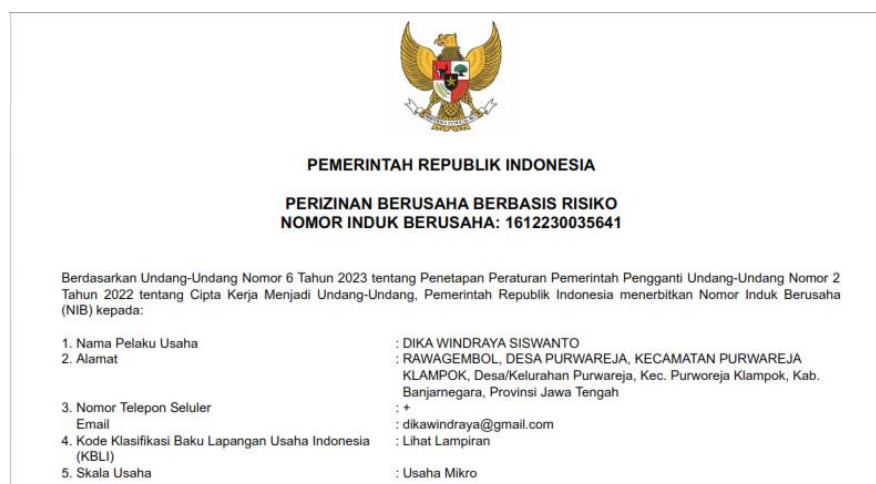 PEMERINTAH REPUBLIK INDONESIA
PERIZINAN BERUSAHA BERBASIS RISIKO
NOMOR INDUK BERUSAHA: 1612230035641
Berdasarkan Undang-Undang Nomor 6 Tahun 2023 tentang Penetapan Peraturan Pemerintah Pengganti Undang-Undang Nomor 2
Tahun 2022 tentang Cipta Kerja Menjadi Undang-Undang, Pemerintah Republik Indonesia menerbitkan Nomor Induk Berusaha
(NIB) kepada:
1. Nama Pelaku Usaha : DIKA WINDRAYA SISWANTO
2. Alamat : RAWAGEMBOL, DESA PURWAREJA, KECAMATAN PURWAREJA
KLAMPOK, Desa/Kelurahan Purwareja, Kec. Purworeja Klampok, Kab.
Banjarnegara, Provinsi Jawa Tengah
3. Nomor Telepon Seluler : +
Email : dikawindraya@gmail.com
4. Kode Klasifikasi Baku Lapangan Usaha Indonesia : Lihat Lampiran
(KBLI)
5. Skala Usaha : Usaha Mikro